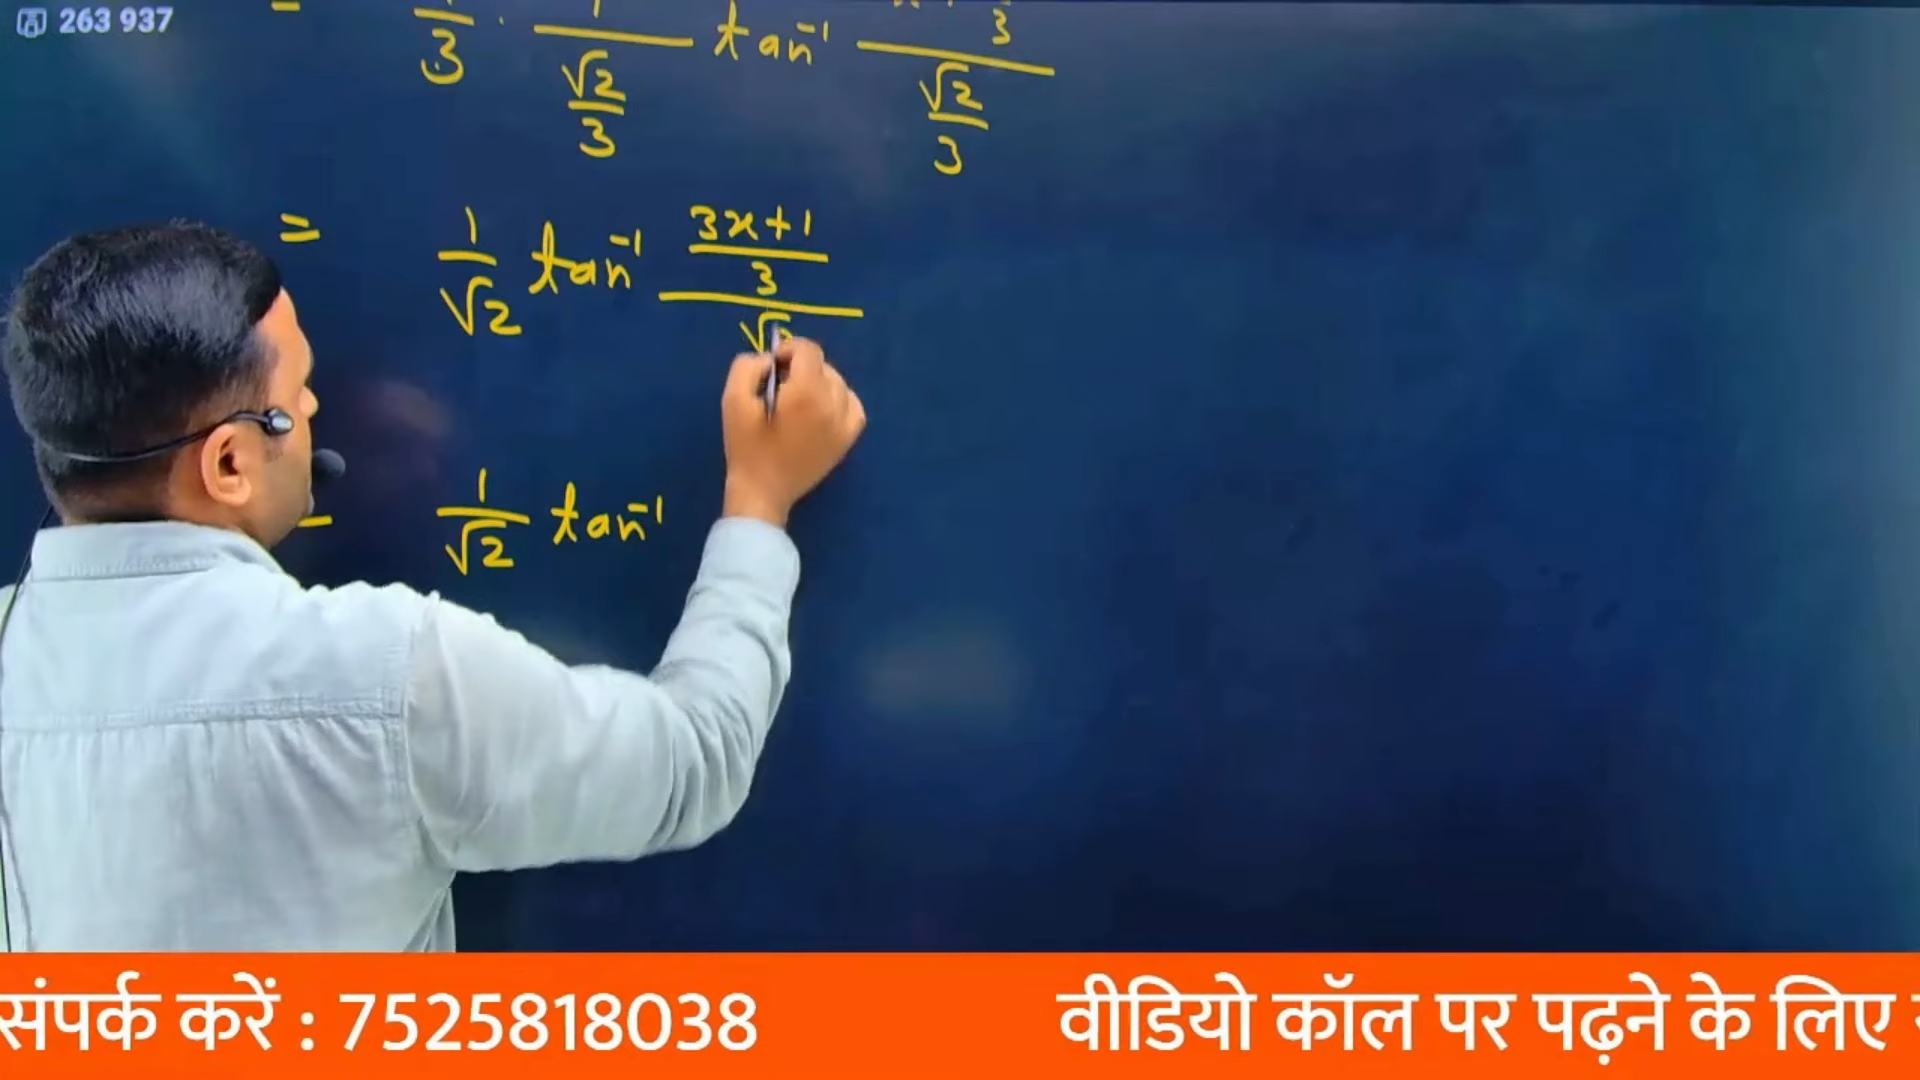 263 937
= 1/3 . 1/(√2/3) tan⁻¹ 3/(√2/3)
= 1/√2 tan⁻¹ ((3x+1)/3)/√
1/√2 tan⁻¹
संपर्क करें : 7525818038 वीडियो कॉल पर पढ़ने के लिए